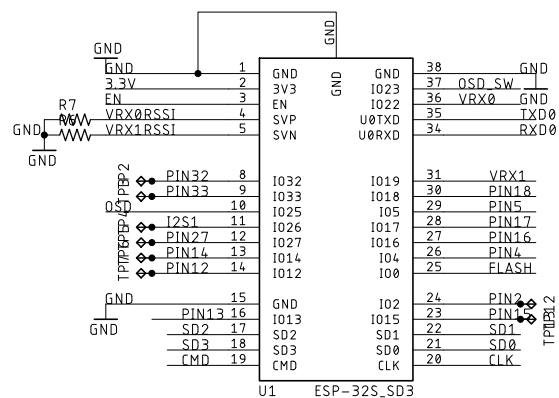 GND
GND
GND 1 GND GND 38 GND
3.3V 2 3V3 IO23 37 OSD_SW
EN 3 EN IO22 36 VRX0 GND
R7 VRX0RSSI 4 SVP U0TXD 35 TXD0
GND VRX1RSSI 5 SVN U0RXD 34 RXD0
GND
GND
PIN32 8 IO32 IO19 31 VRX1
PIN33 9 IO33 IO18 30 PIN18
OSD 10 IO25 IO5 29 PIN5
I2S1 11 IO26 IO17 28 PIN17
PIN27 12 IO27 IO16 27 PIN16
PIN14 13 IO14 IO4 26 PIN4
PIN12 14 IO12 IO0 25 FLASH
GND 15 GND IO2 24 PIN2
GND PIN13 16 IO13 IO15 23 PIN15
SD2 17 SD2 SD1 22 SD1
SD3 18 SD3 SD0 21 SD0
CMD 19 CMD CLK 20 CLK
U1 ESP-32S_SD3